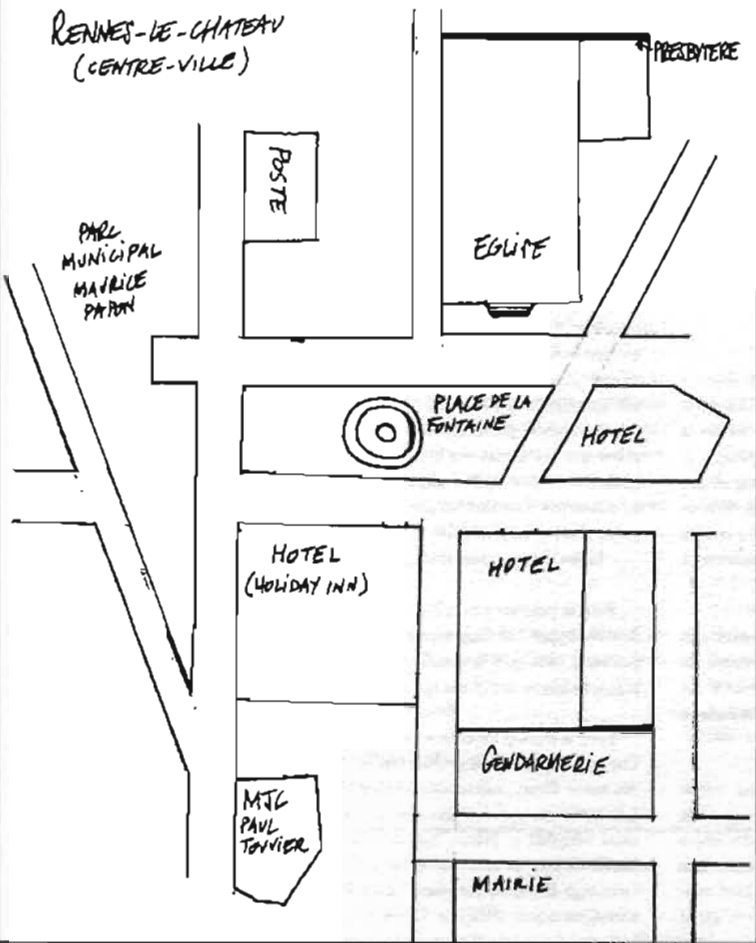 RENNES-LE-CHATEAU
(CENTRE-VILLE)
PRESBYTERE
POSTE
PARC
MUNICIPAL
MAURICE
PAPON
EGLISE
PLACE DE LA
FONTAINE
HOTEL
HOTEL
(HOLIDAY INN)
HOTEL
GENDARMERIE
MJC
PAUL
TOUVIER
MAIRIE